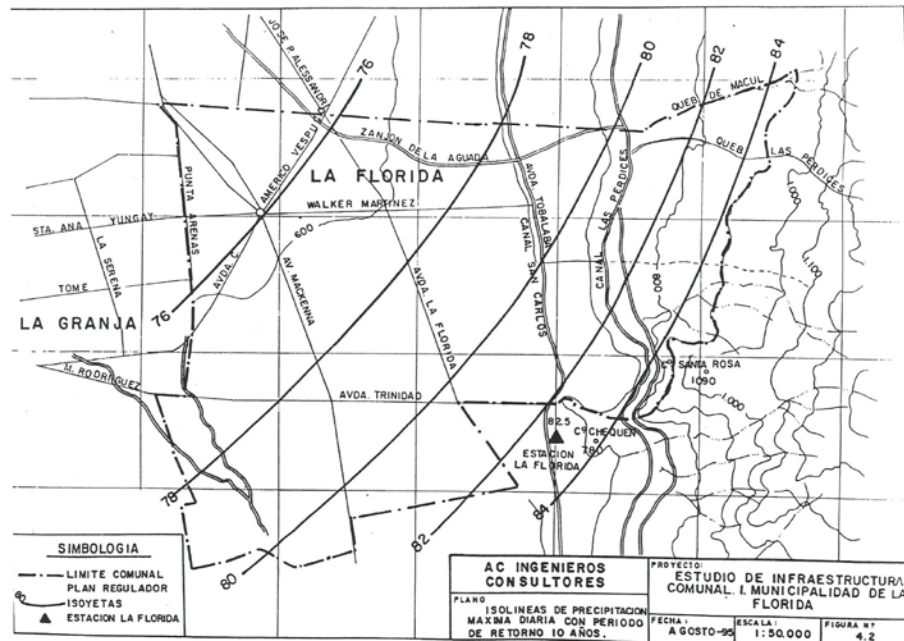 JOSE P. ALESSANDRI
76
78
80
82
84
QUEB. DE MACUL
AMERICO VESPUCIO
ZANJON DE LA AGUADA
QUEB. LAS PERDICES
LA FLORIDA
PUNTA ARENAS
WALKER MARTINEZ
AVDA. TOBALABA
CANAL SAN CARLOS
CANAL LAS PERDICES
1.000
1.100
STA. ANA YUNGAY
600
LA SERENA
AVDA. C.
AV. MACKENNA
AVDA. LA FLORIDA
800
TOME
76
LA GRANJA
Cº SANTA ROSA
1090
M. RODRIGUEZ
AVDA. TRINIDAD
1.000
82.5
Cº CHEQUEN
780
ESTACION
LA FLORIDA
78
84
82
80
SIMBOLOGIA
LIMITE COMUNAL
PLAN REGULADOR
80 ISOYETAS
ESTACION LA FLORIDA
AC INGENIEROS
CONSULTORES
PLANO
ISOLINEAS DE PRECIPITACION
MAXIMA DIARIA CON PERIODO
DE RETORNO 10 AÑOS.
PROYECTO:
ESTUDIO DE INFRAESTRUCTURA
COMUNAL. I. MUNICIPALIDAD DE LA
FLORIDA
FECHA:
AGOSTO-95
ESCALA:
1:50.000
FIGURA Nº
4.2